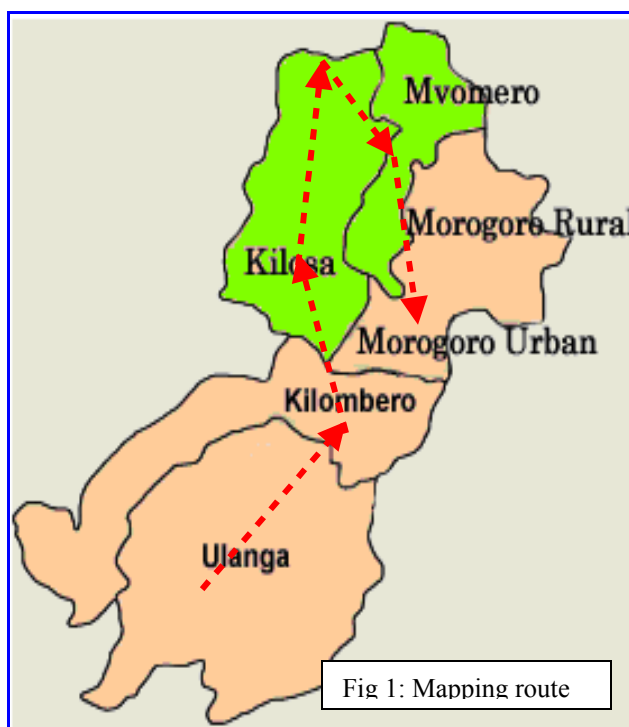 Mvomero
Morogoro Rural
Kilosa
Morogoro Urban
Kilombero
Ulanga
Fig 1: Mapping route